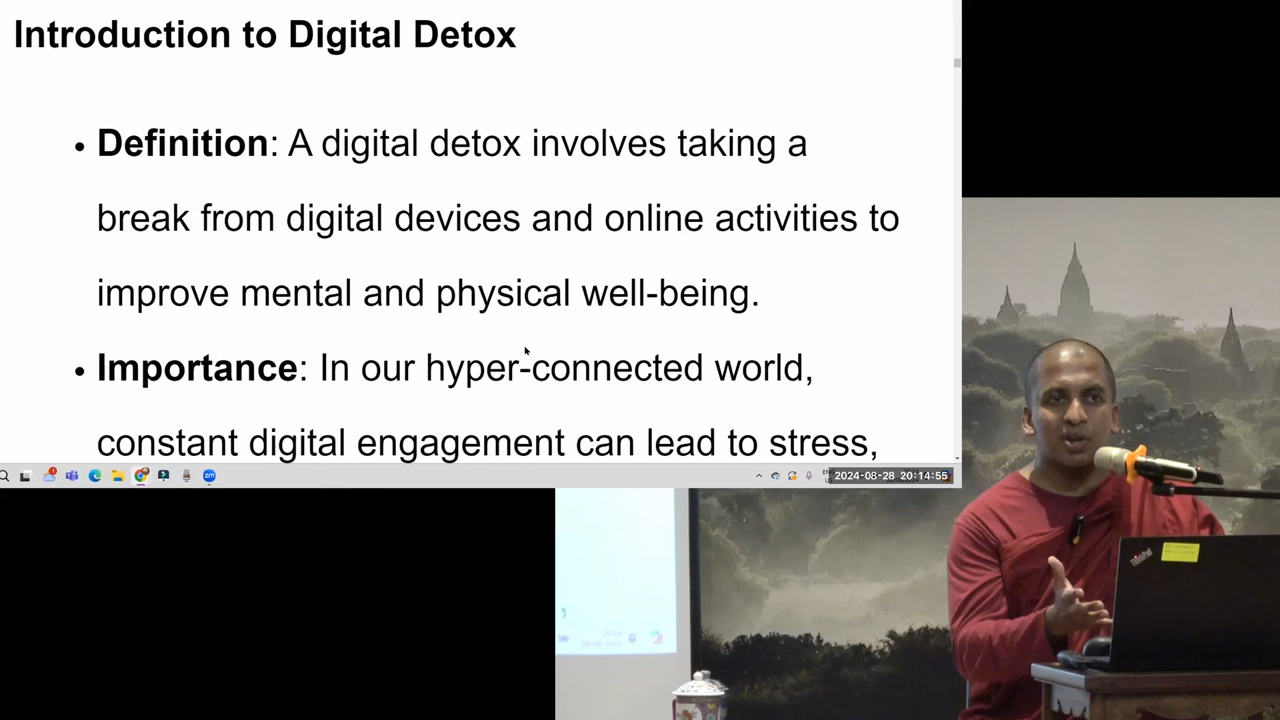 Introduction to Digital Detox
• Definition: A digital detox involves taking a
break from digital devices and online activities to
improve mental and physical well-being.
• Importance: In our hyper-connected world,
constant digital engagement can lead to stress,
zm
2024-08-28 20:14:55
ThinkPad